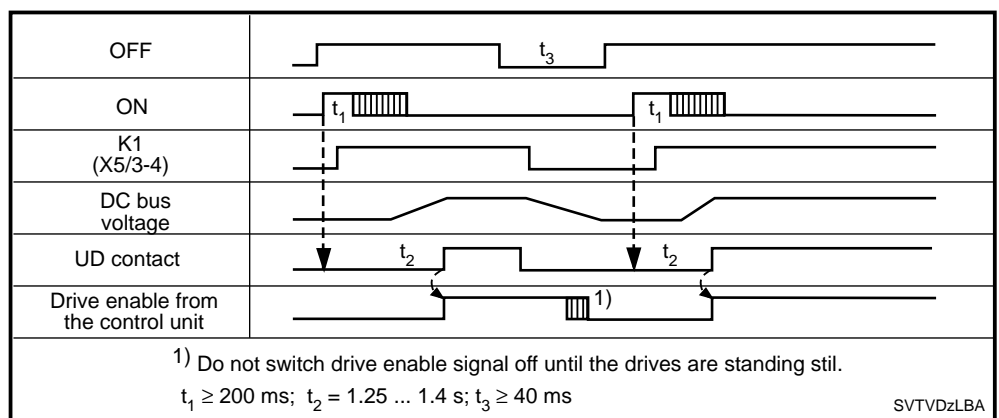 OFF
t3
ON
t1
t1
K1
(X5/3-4)
DC bus
voltage
UD contact
t2
t2
Drive enable from
the control unit
1)
1) Do not switch drive enable signal off until the drives are standing stil.
t1 ≥ 200 ms; t2 = 1.25 ... 1.4 s; t3 ≥ 40 ms
SVTVDzLBA